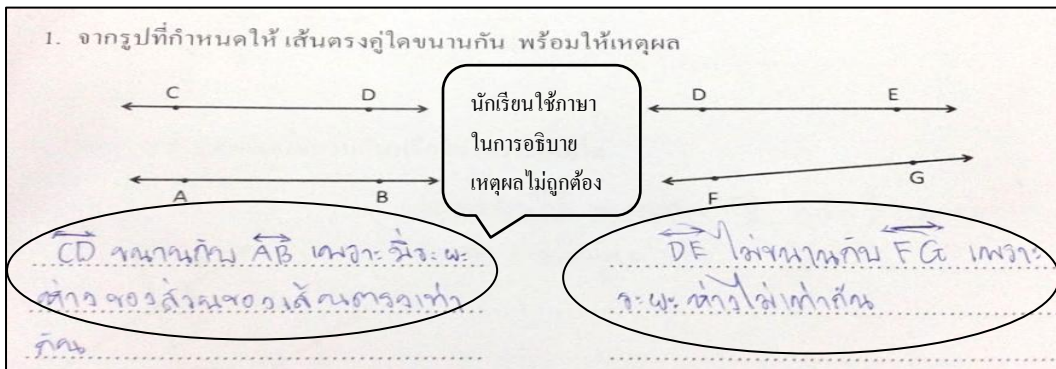 1. จากรูปที่กำหนดให้ เส้นตรงคู่ใดขนานกัน พร้อมให้เหตุผล
C D
A B
นักเรียนใช้ภาษา
ในการอธิบาย
เหตุผลไม่ถูกต้อง
D E
F G
CD ขนานกับ AB เพราะ มีระยะ
ห่างของส่วนของเส้นตรงเท่า
กัน
DE ไม่ขนานกับ FG เพราะ
ระยะห่างไม่เท่ากัน